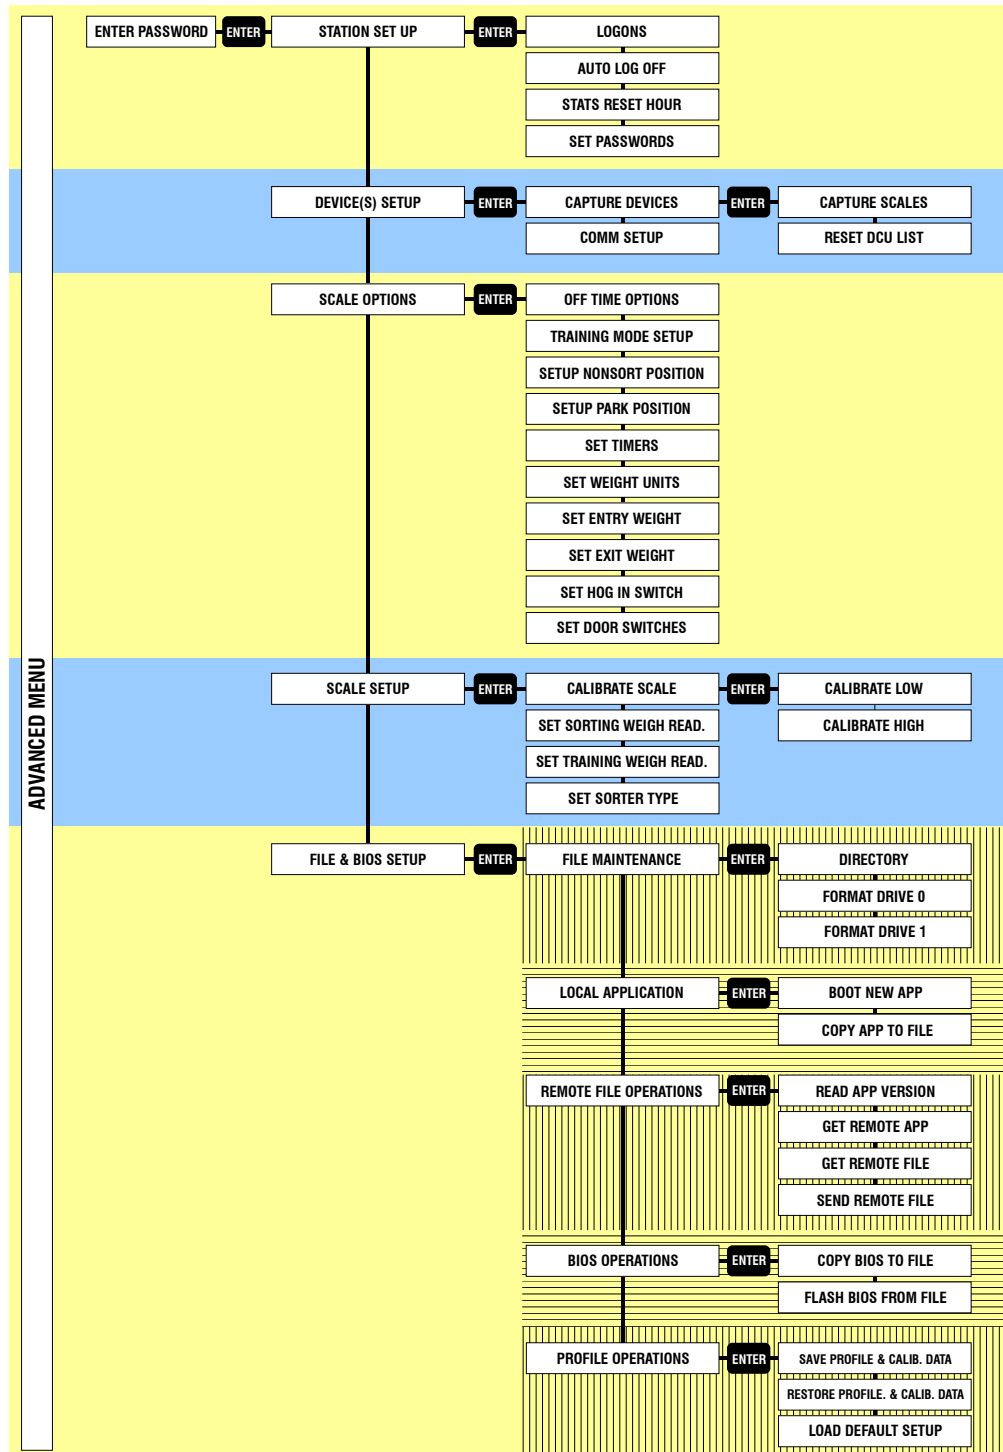 ADVANCED MENU
ENTER PASSWORD ENTER STATION SET UP ENTER LOGONS
AUTO LOG OFF
STATS RESET HOUR
SET PASSWORDS
DEVICE(S) SETUP ENTER CAPTURE DEVICES ENTER CAPTURE SCALES
COMM SETUP RESET DCU LIST
SCALE OPTIONS ENTER OFF TIME OPTIONS
TRAINING MODE SETUP
SETUP NONSORT POSITION
SETUP PARK POSITION
SET TIMERS
SET WEIGHT UNITS
SET ENTRY WEIGHT
SET EXIT WEIGHT
SET HOG IN SWITCH
SET DOOR SWITCHES
SCALE SETUP ENTER CALIBRATE SCALE ENTER CALIBRATE LOW
SET SORTING WEIGH READ. CALIBRATE HIGH
SET TRAINING WEIGH READ.
SET SORTER TYPE
FILE & BIOS SETUP ENTER FILE MAINTENANCE ENTER DIRECTORY
FORMAT DRIVE 0
FORMAT DRIVE 1
LOCAL APPLICATION ENTER BOOT NEW APP
COPY APP TO FILE
REMOTE FILE OPERATIONS ENTER READ APP VERSION
GET REMOTE APP
GET REMOTE FILE
SEND REMOTE FILE
BIOS OPERATIONS ENTER COPY BIOS TO FILE
FLASH BIOS FROM FILE
PROFILE OPERATIONS ENTER SAVE PROFILE & CALIB. DATA
RESTORE PROFILE. & CALIB. DATA
LOAD DEFAULT SETUP